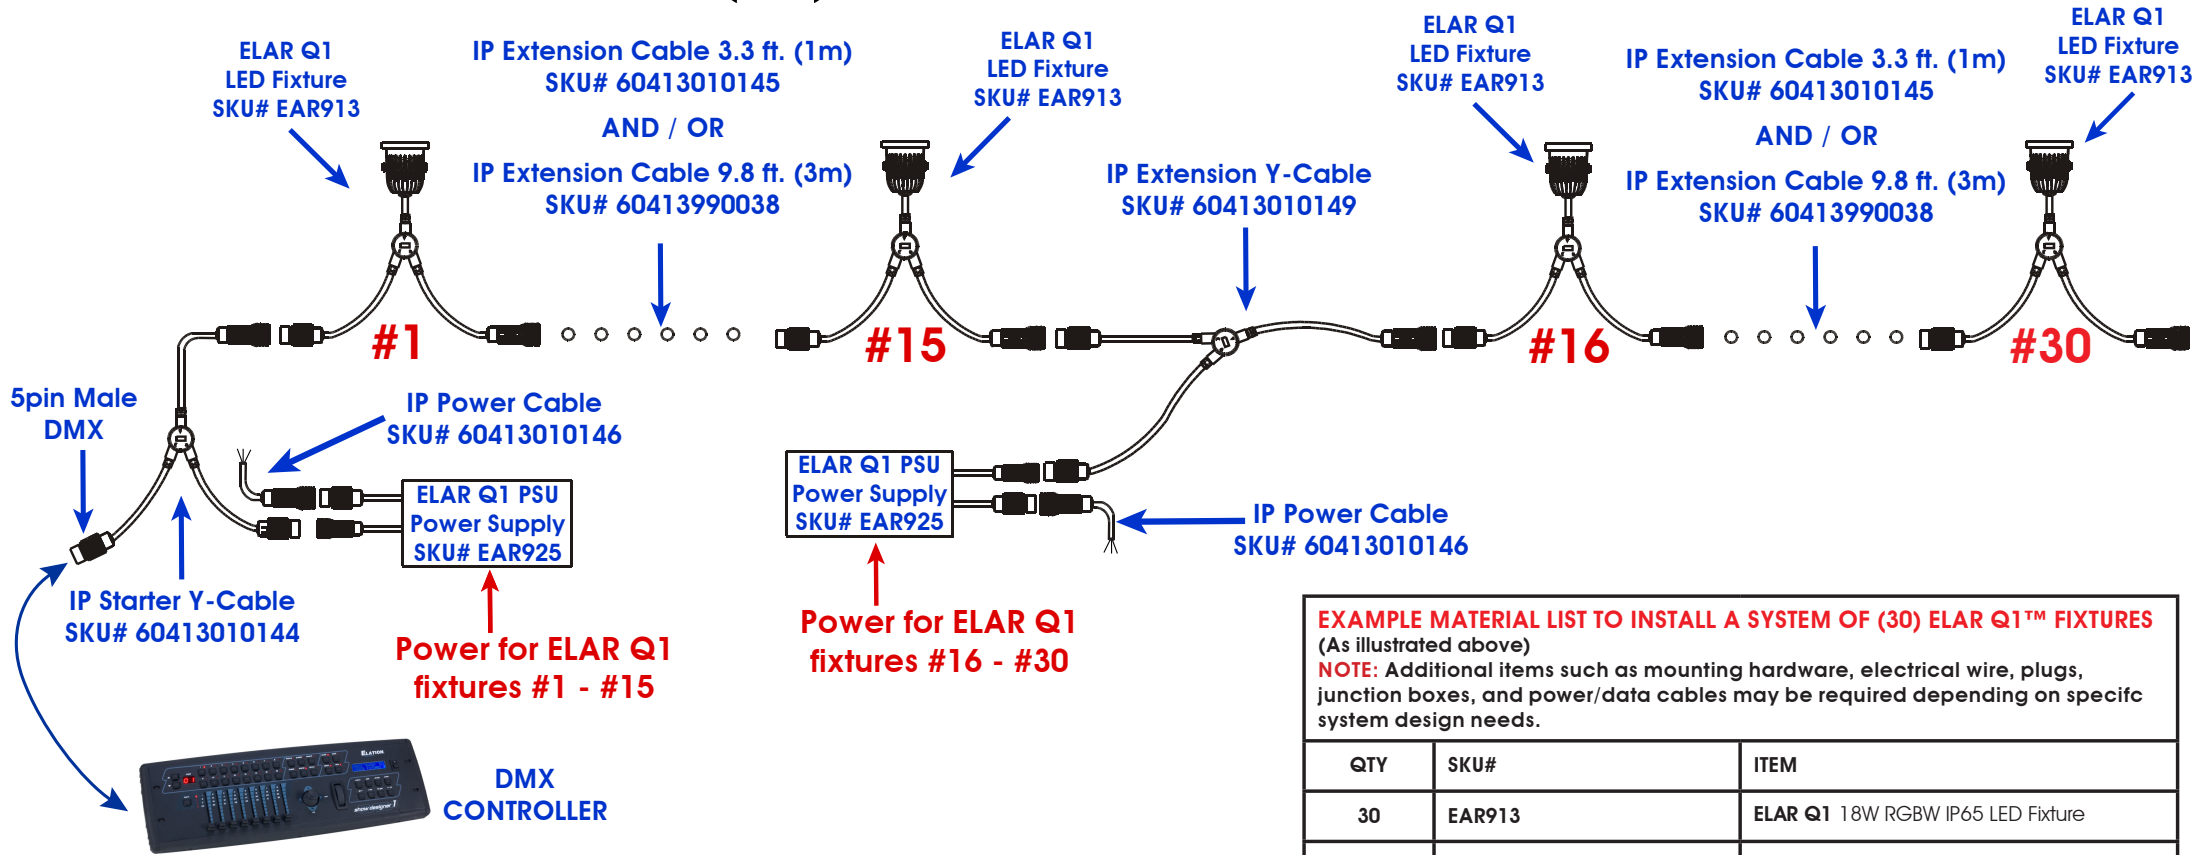 ELAR Q1
LED Fixture
SKU# EAR913
IP Extension Cable 3.3 ft. (1m)
SKU# 60413010145
AND / OR
IP Extension Cable 9.8 ft. (3m)
SKU# 60413990038
ELAR Q1
LED Fixture
SKU# EAR913
IP Extension Y-Cable
SKU# 60413010149
ELAR Q1
LED Fixture
SKU# EAR913
IP Extension Cable 3.3 ft. (1m)
SKU# 60413010145
AND / OR
IP Extension Cable 9.8 ft. (3m)
SKU# 60413990038
ELAR Q1
LED Fixture
SKU# EAR913
#1
#15
#16
#30
5pin Male
DMX
IP Power Cable
SKU# 60413010146
ELAR Q1 PSU
Power Supply
SKU# EAR925
ELAR Q1 PSU
Power Supply
SKU# EAR925
IP Power Cable
SKU# 60413010146
IP Starter Y-Cable
SKU# 60413010144
Power for ELAR Q1
fixtures #1 - #15
Power for ELAR Q1
fixtures #16 - #30
ELATION
show designer 1
DMX
CONTROLLER
EXAMPLE MATERIAL LIST TO INSTALL A SYSTEM OF (30) ELAR Q1™ FIXTURES
(As illustrated above)
NOTE: Additional items such as mounting hardware, electrical wire, plugs,
junction boxes, and power/data cables may be required depending on specifc
system design needs.
QTY SKU# ITEM
30 EAR913 ELAR Q1 18W RGBW IP65 LED Fixture